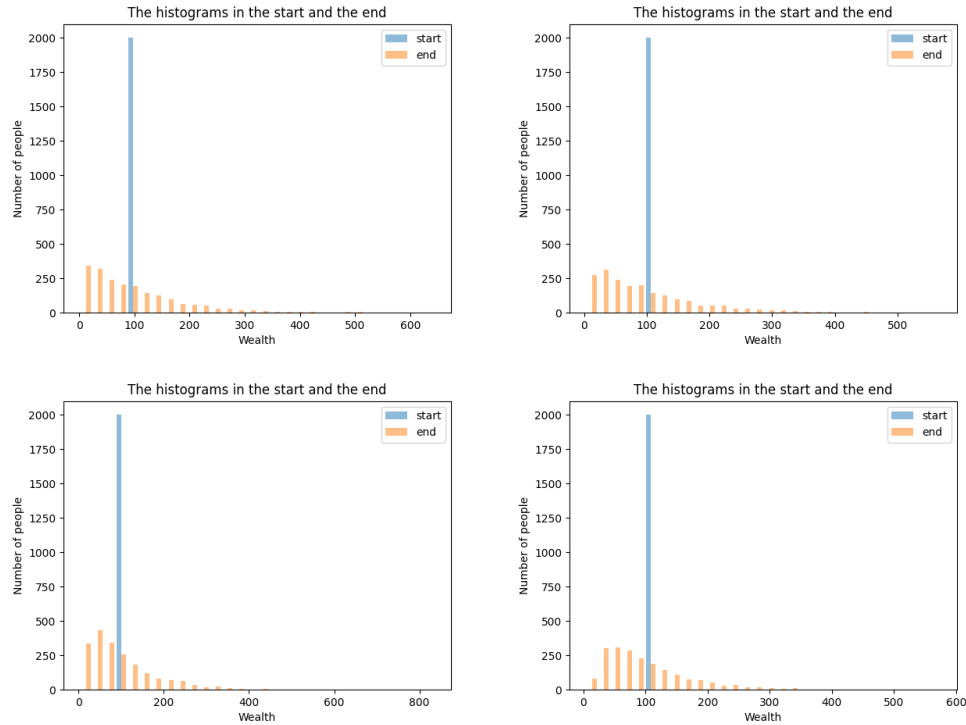 The histograms in the start and the end
2000
1750
1500
1250
1000
750
500
250
0
Number of people
start
end
0 100 200 300 400 500 600
Wealth
The histograms in the start and the end
2000
1750
1500
1250
1000
750
500
250
0
Number of people
start
end
0 100 200 300 400 500
Wealth
The histograms in the start and the end
2000
1750
1500
1250
1000
750
500
250
0
Number of people
start
end
0 200 400 600 800
Wealth
The histograms in the start and the end
2000
1750
1500
1250
1000
750
500
250
0
Number of people
start
end
0 100 200 300 400 500 600
Wealth